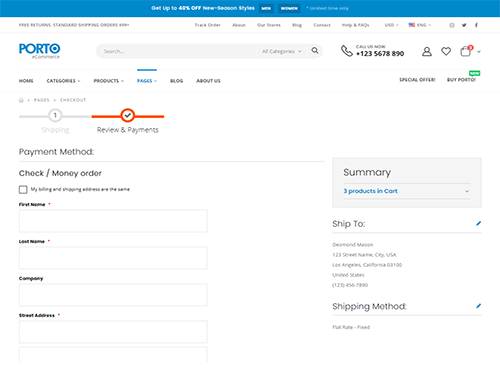 Get Up to 40% OFF New-Season Styles MEN WOMEN * Limited time only
FREE RETURNS. STANDARD SHIPPING ORDERS $99+
Track Order About Our Stores Blog Contact Help & FAQs USD ENG
PORTO
eCommerce
Search...
All Categories
CALL US NOW
+123 5678 890
HOME CATEGORIES PRODUCTS PAGES BLOG ABOUT US SPECIAL OFFER! BUY PORTO!
NEW
PAGES > CHECKOUT
1
Shipping
Review & Payments
Payment Method:
Check / Money order
My billing and shipping address are the same
First Name *
Last Name *
Company
Street Address *
Summary
3 products in Cart
Ship To:
Desmond Mason
123 Street Name, City, USA
Los Angeles, California 03100
United States
(123) 456-7890
Shipping Method:
Flat Rate - Fixed